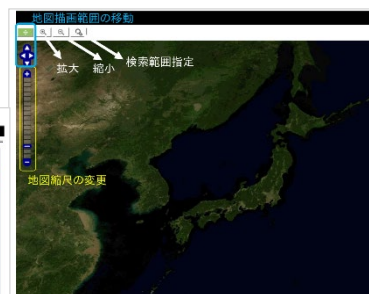 地図描画範囲の移動
拡大
縮小
検索範囲指定
地図縮尺の変更